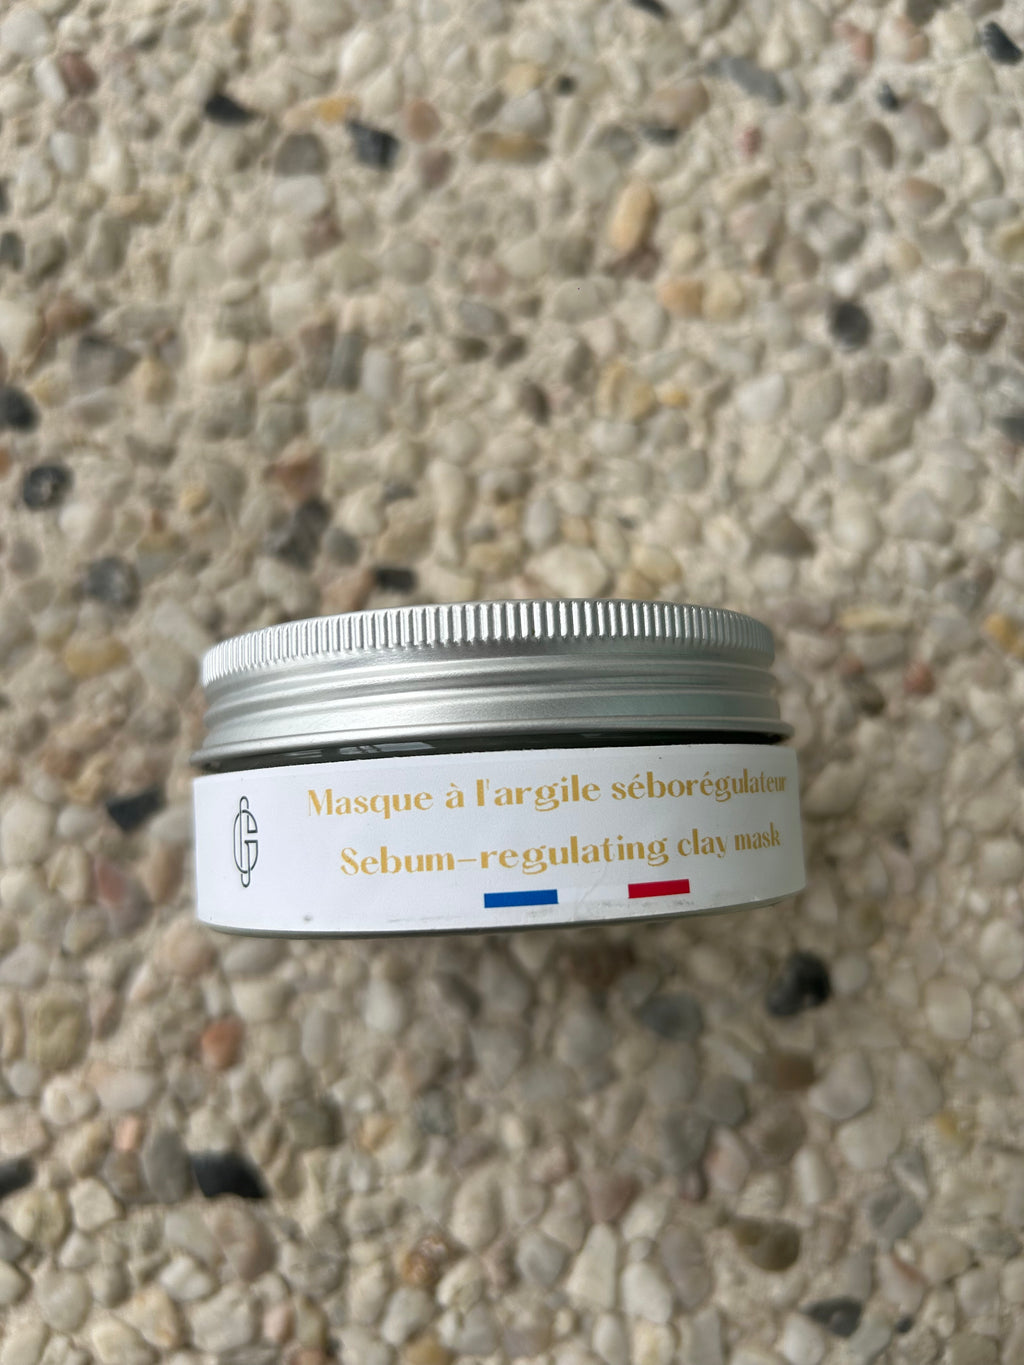 Masque à l'argile séborégulateur
Sebum-regulating clay mask